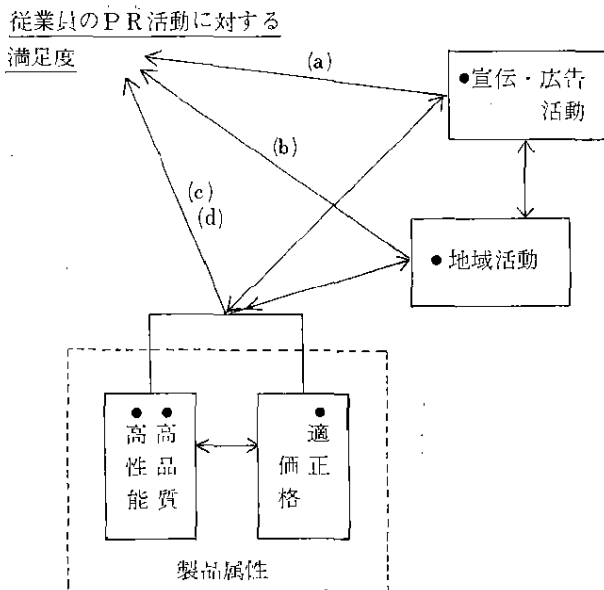 従業員のPR活動に対する
満足度
(a)
●宣伝・広告
活動
(b)
(c)
(d)
●地域活動
●高品質
●高性能
●適正
価格
製品属性